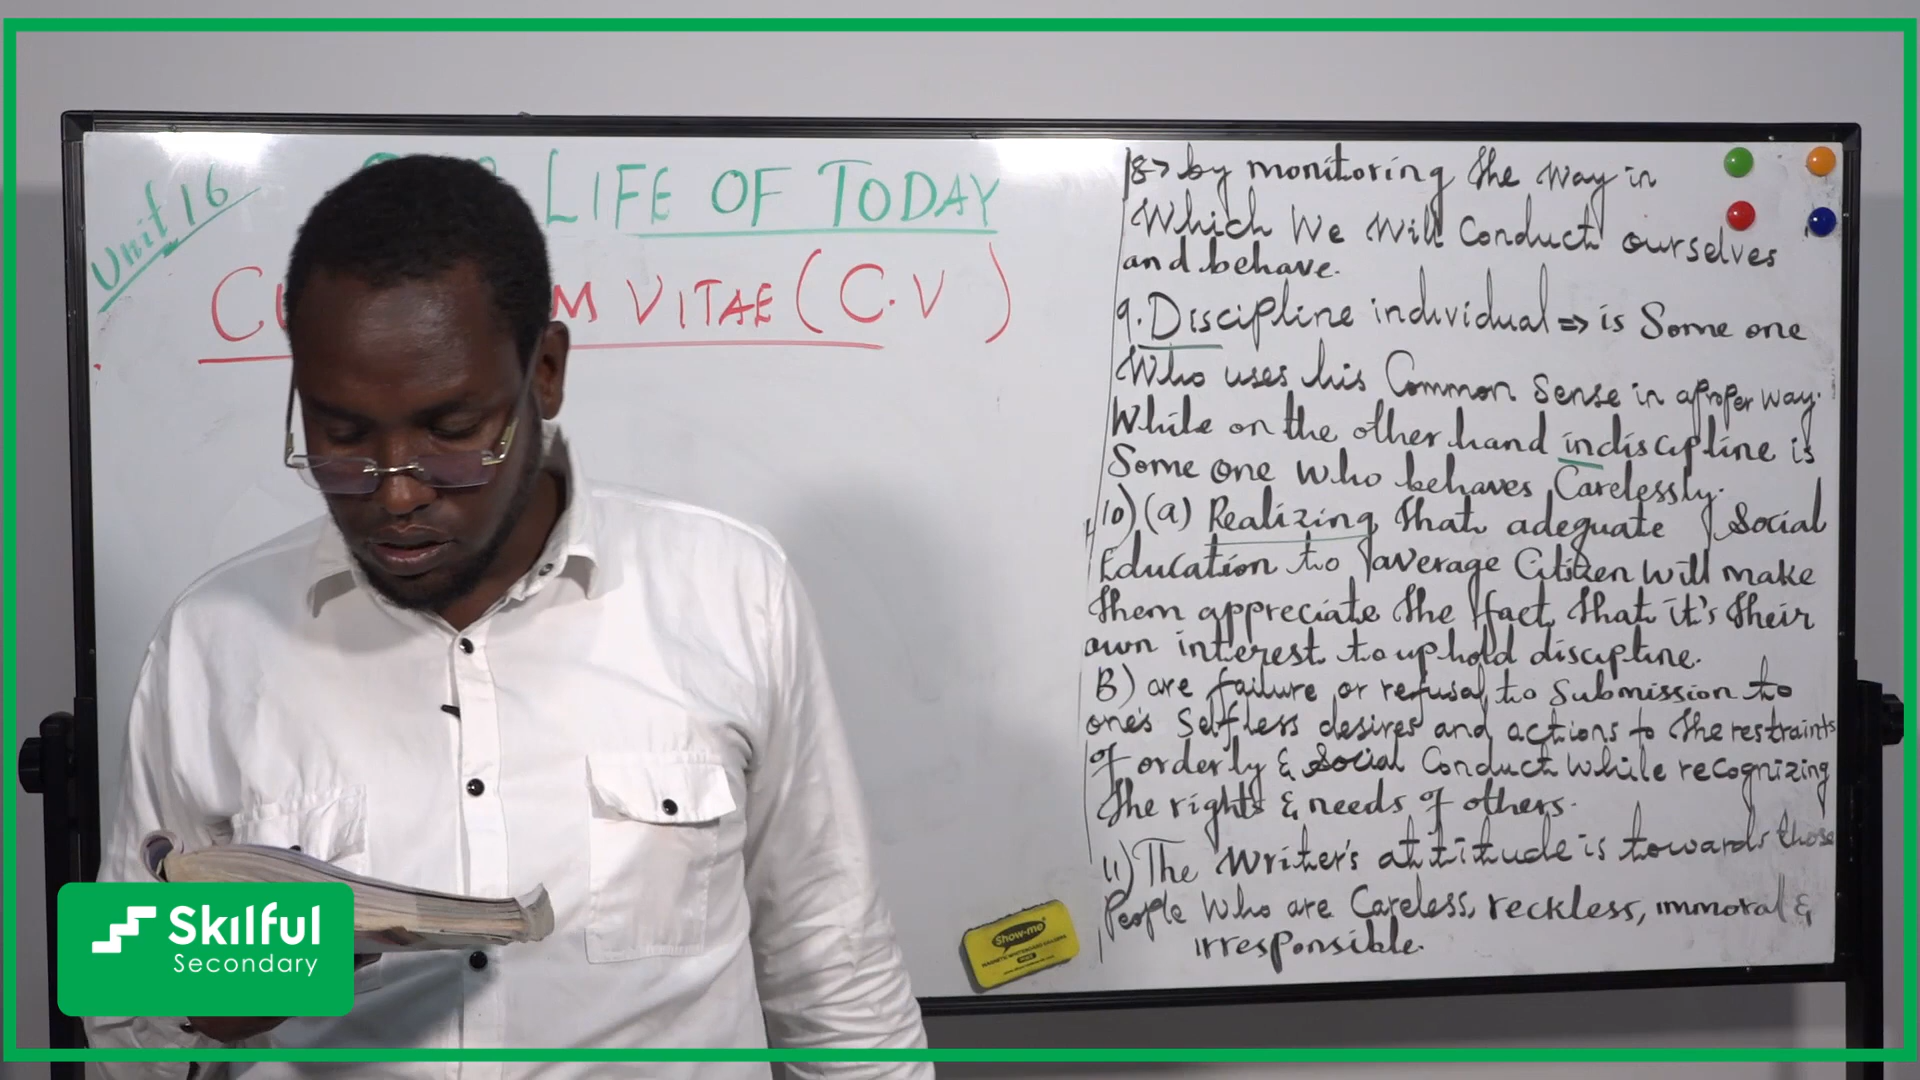 Unit 16
LIFE OF TODAY
VITAE (C.V)
8> by monitoring the way in
Which We Will Conduct ourselves
and behave.
9. Discipline individual => is Some one
Who uses his Common Sense in a proper way.
While on the other hand indiscipline is
Some one who behaves Carelessly.
10) (a) Realizing that adequate Social
Education to average Citizen will make
them appreciate the fact that it's their
own interest to uphold discipline.
B) are failure or refusal to submission to
one's Selfless desires and actions to the restraints
of orderly & social Conduct while recognizing
the rights & needs of others.
11) The Writer's attitude is towards those
People Who are Careless, reckless, immoral &
irresponsible.
Show-me
Skilful
Secondary